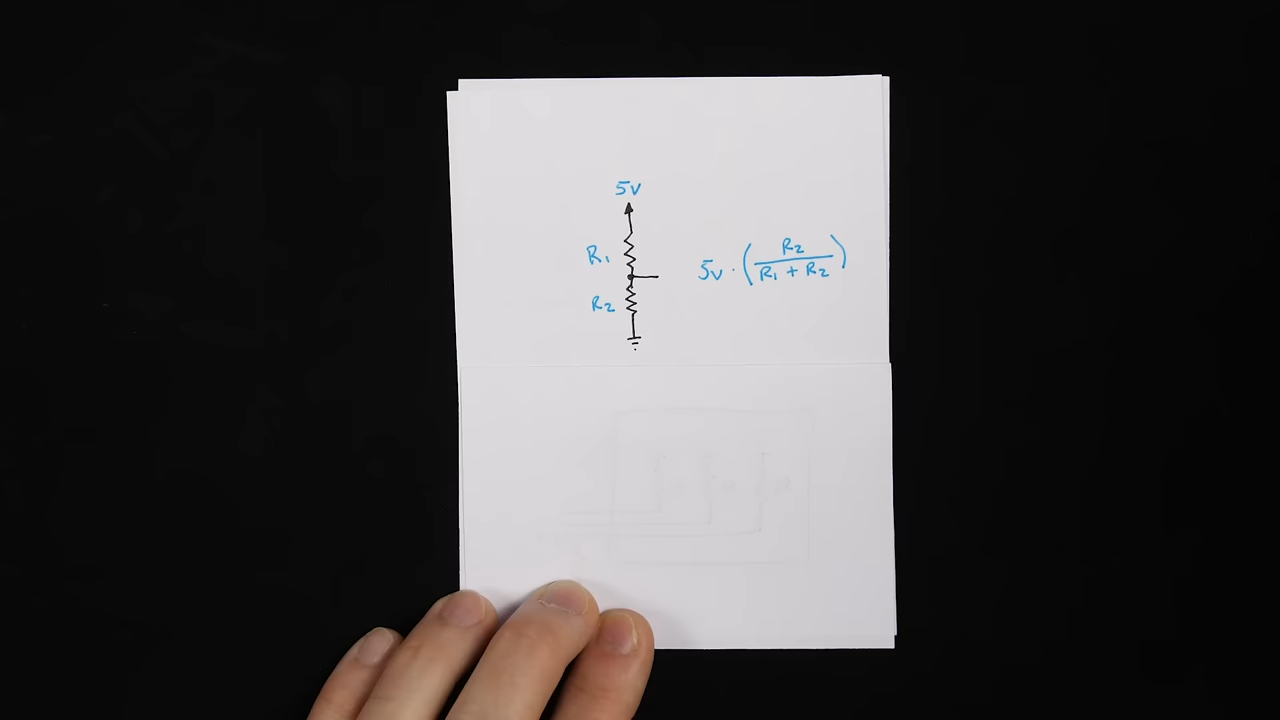 5v
R₁
R₂
5v · (R₂ / (R₁ + R₂))